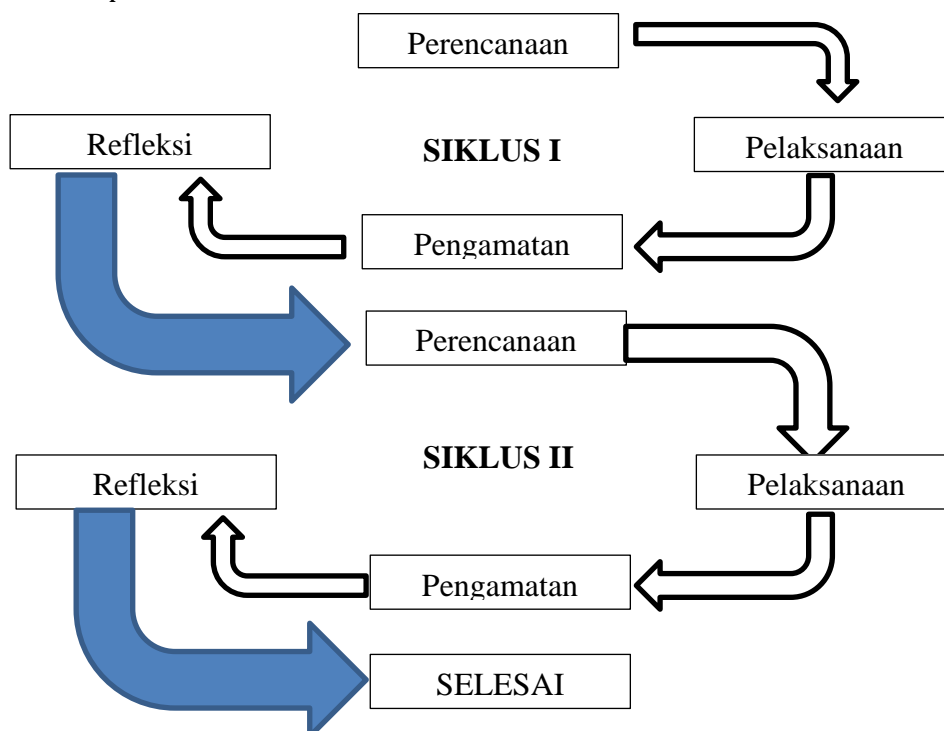 Perencanaan
Refleksi
SIKLUS I
Pelaksanaan
Pengamatan
Perencanaan
SIKLUS II
Refleksi
Pelaksanaan
Pengamatan
SELESAI